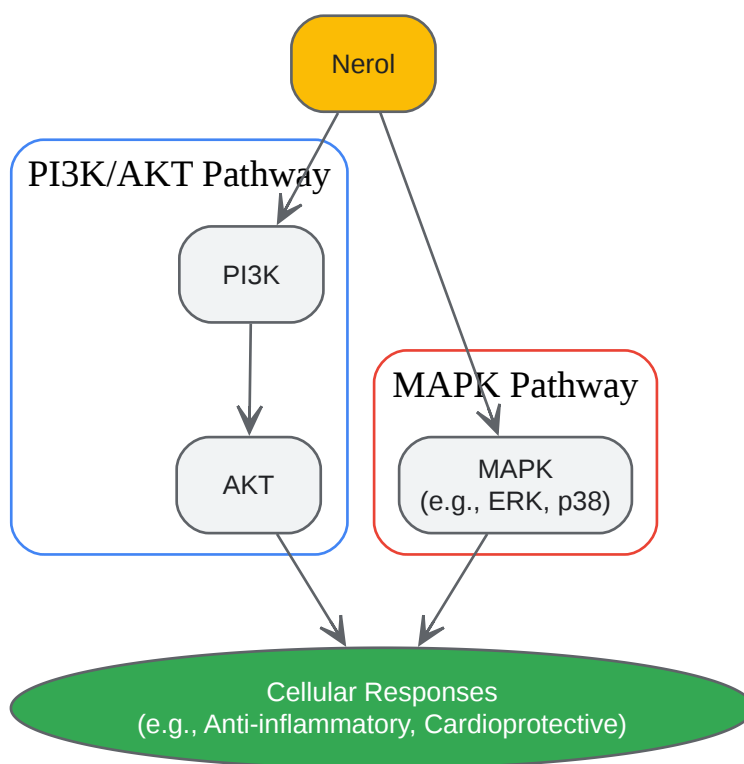 Nerol
PI3K/AKT Pathway
PI3K
MAPK Pathway
AKT
MAPK
(e.g., ERK, p38)
Cellular Responses
(e.g., Anti-inflammatory, Cardioprotective)